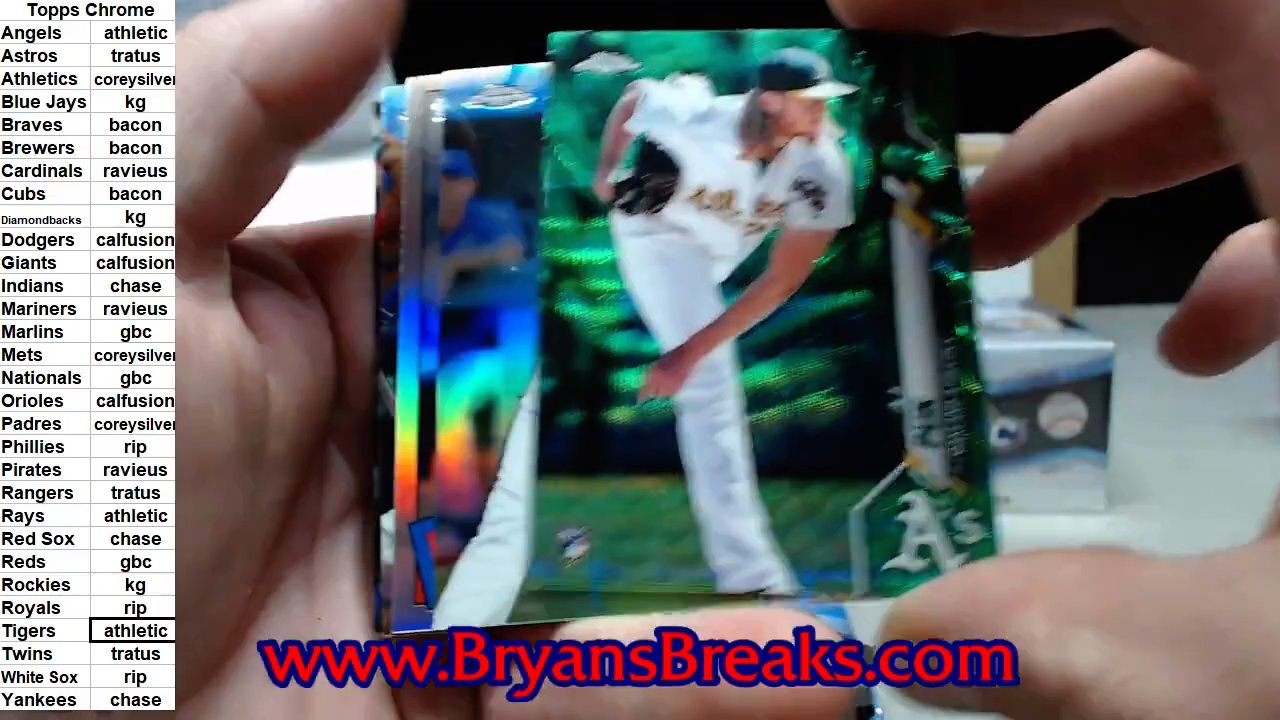 Topps Chrome
Angels athletic
Astros tratus
Athletics coreysilver
Blue Jays kg
Braves bacon
Brewers bacon
Cardinals ravieus
Cubs bacon
Diamondbacks kg
Dodgers calfusion
Giants calfusion
Indians chase
Mariners ravieus
Marlins gbc
Mets coreysilver
Nationals gbc
Orioles calfusion
Padres coreysilver
Phillies rip
Pirates ravieus
Rangers tratus
Rays athletic
Red Sox chase
Reds gbc
Rockies kg
Royals rip
Tigers athletic
Twins tratus
White Sox rip
Yankees chase
A's
www.BryansBreaks.com